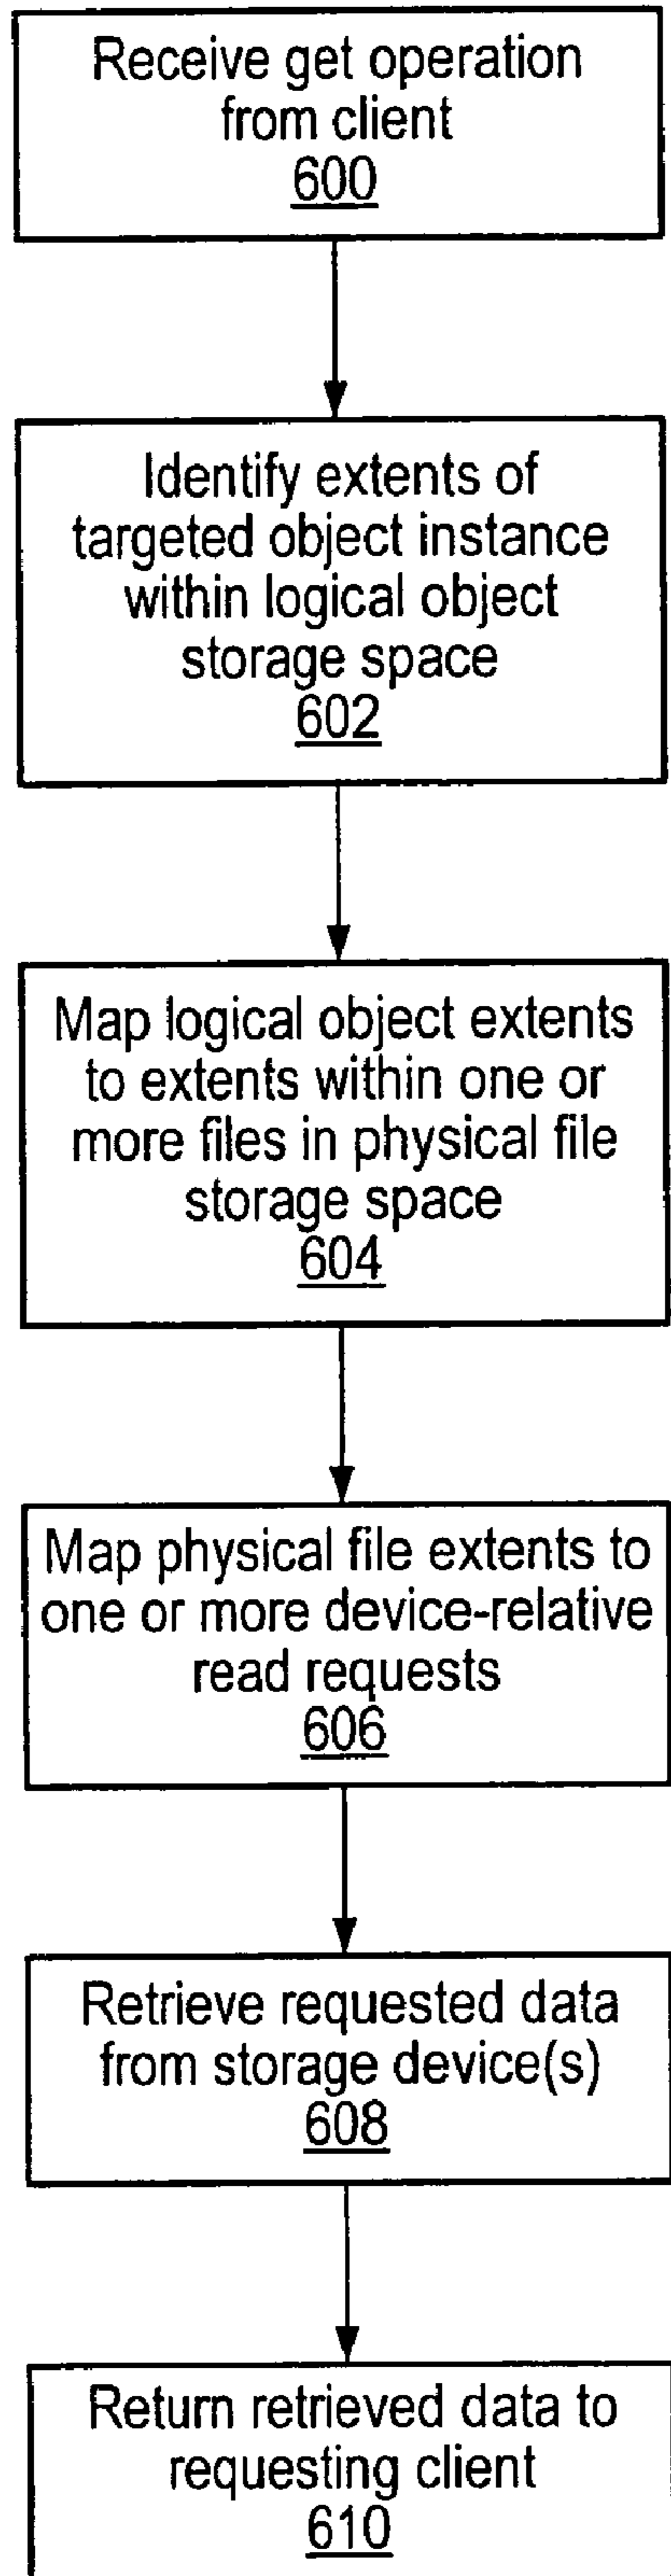 Receive get operation
from client
600
Identify extents of
targeted object instance
within logical object
storage space
602
Map logical object extents
to extents within one or
more files in physical file
storage space
604
Map physical file extents to
one or more device-relative
read requests
606
Retrieve requested data
from storage device(s)
608
Return retrieved data to
requesting client
610